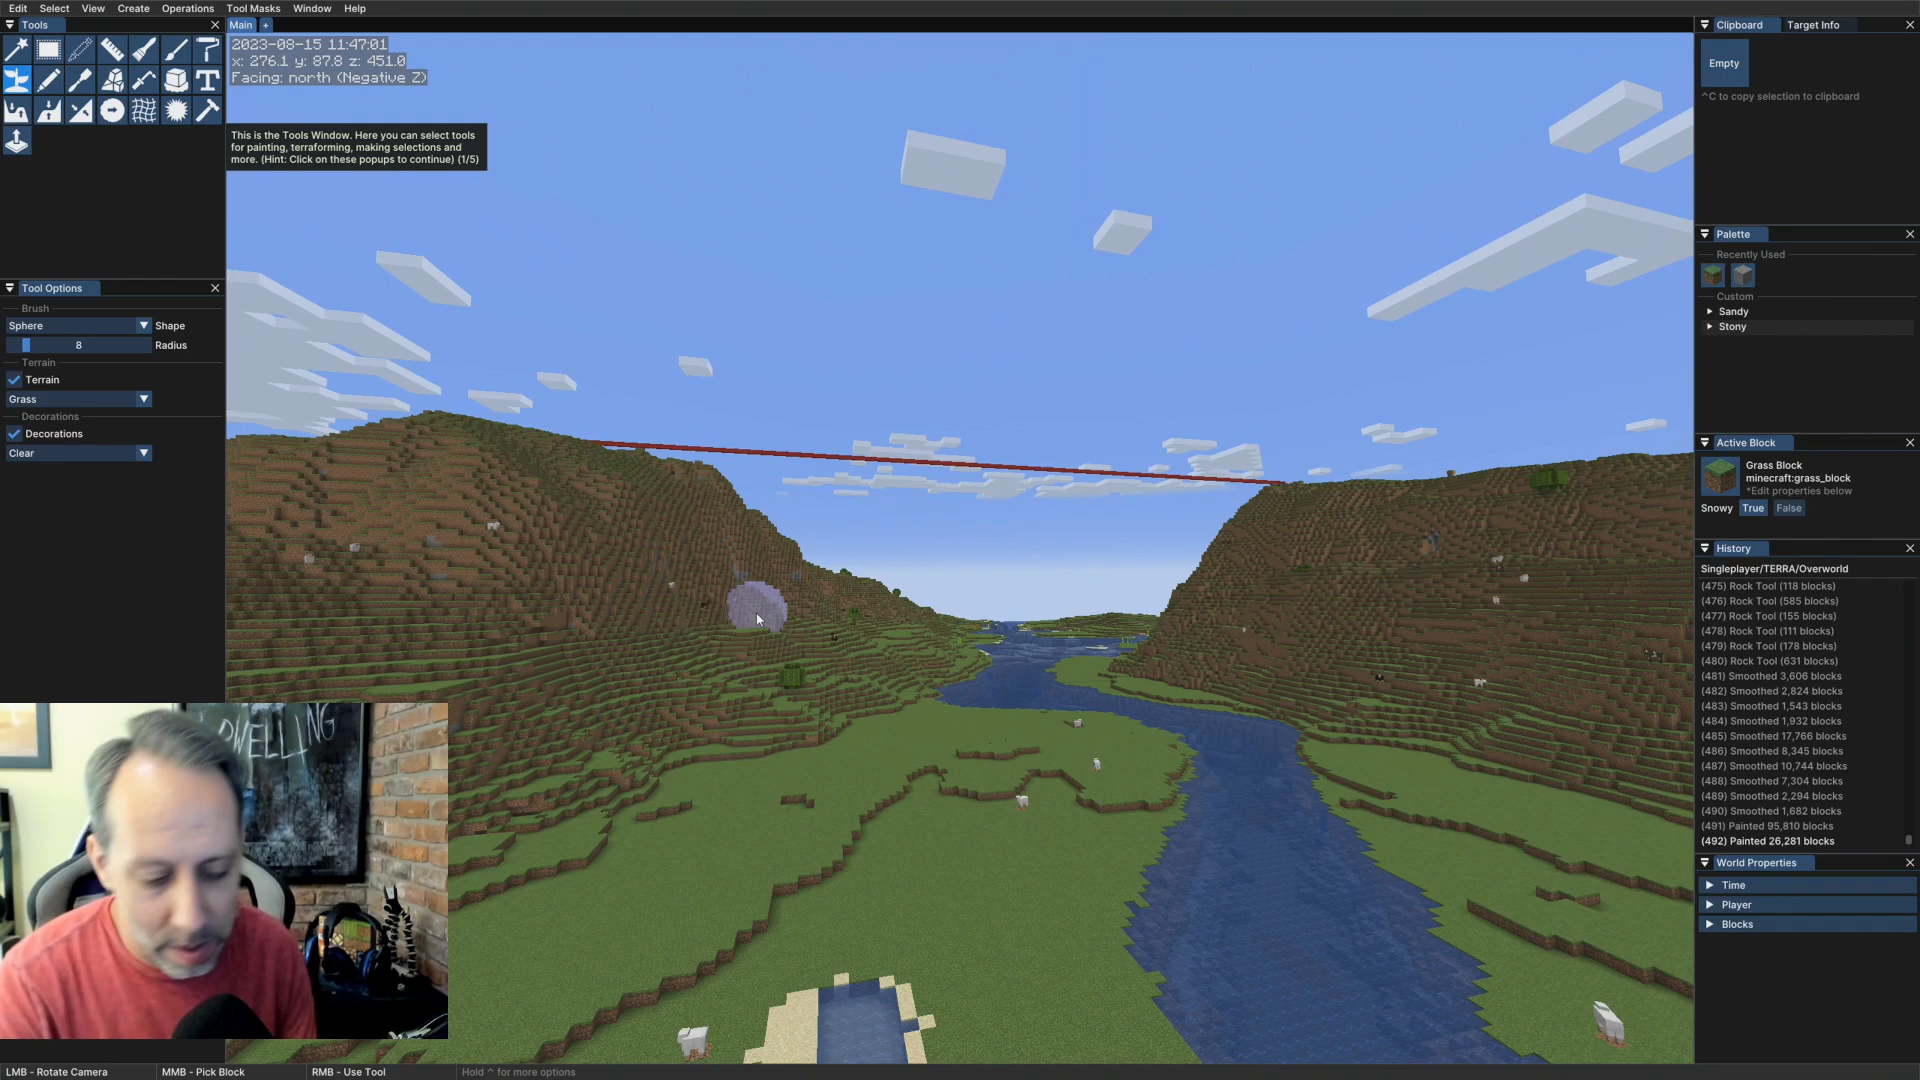 Edit Select View Create Operations Tool Masks Window Help
Tools
Main +
2023-08-15 11:47:01
x: 276.1 y: 87.8 z: 451.0
Facing: north (Negative Z)
This is the Tools Window. Here you can select tools
for painting, terraforming, making selections and
more. (Hint: Click on these popups to continue) (1/5)
Tool Options
Brush
Sphere Shape
8 Radius
Terrain
Terrain
Grass
Decorations
Decorations
Clear
DWELLING
Clipboard Target Info
Empty
^C to copy selection to clipboard
Palette
Recently Used
Custom
Sandy
Stony
Active Block
Grass Block
minecraft:grass_block
*Edit properties below
Snowy True False
History
Singleplayer/TERRA/Overworld
(475) Rock Tool (118 blocks)
(476) Rock Tool (585 blocks)
(477) Rock Tool (155 blocks)
(478) Rock Tool (111 blocks)
(479) Rock Tool (178 blocks)
(480) Rock Tool (631 blocks)
(481) Smoothed 3,606 blocks
(482) Smoothed 2,824 blocks
(483) Smoothed 1,543 blocks
(484) Smoothed 1,932 blocks
(485) Smoothed 17,766 blocks
(486) Smoothed 8,345 blocks
(487) Smoothed 10,744 blocks
(488) Smoothed 7,304 blocks
(489) Smoothed 2,294 blocks
(490) Smoothed 1,682 blocks
(491) Painted 95,810 blocks
(492) Painted 26,281 blocks
World Properties
Time
Player
Blocks
LMB - Rotate Camera MMB - Pick Block RMB - Use Tool Hold ^ for more options